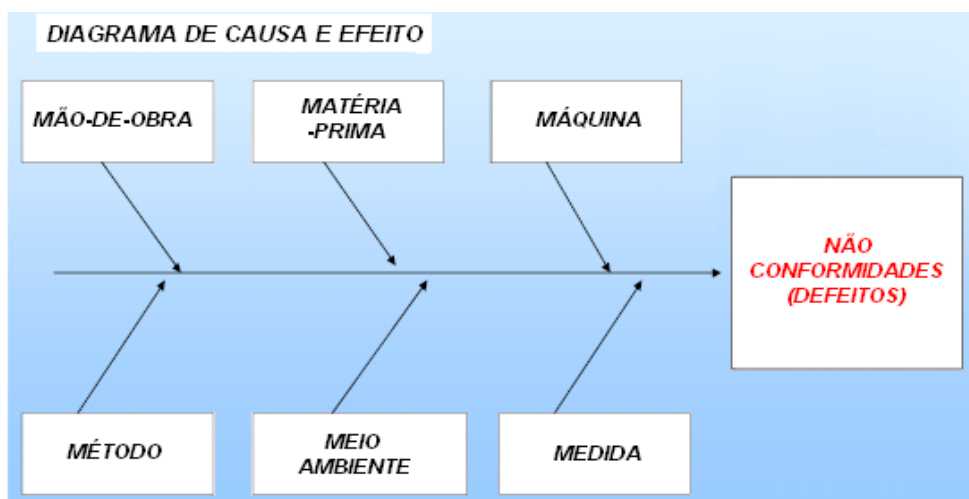 DIAGRAMA DE CAUSA E EFEITO
MÃO-DE-OBRA
MATÉRIA
-PRIMA
MÁQUINA
NÃO
CONFORMIDADES
(DEFEITOS)
MÉTODO
MEIO
AMBIENTE
MEDIDA